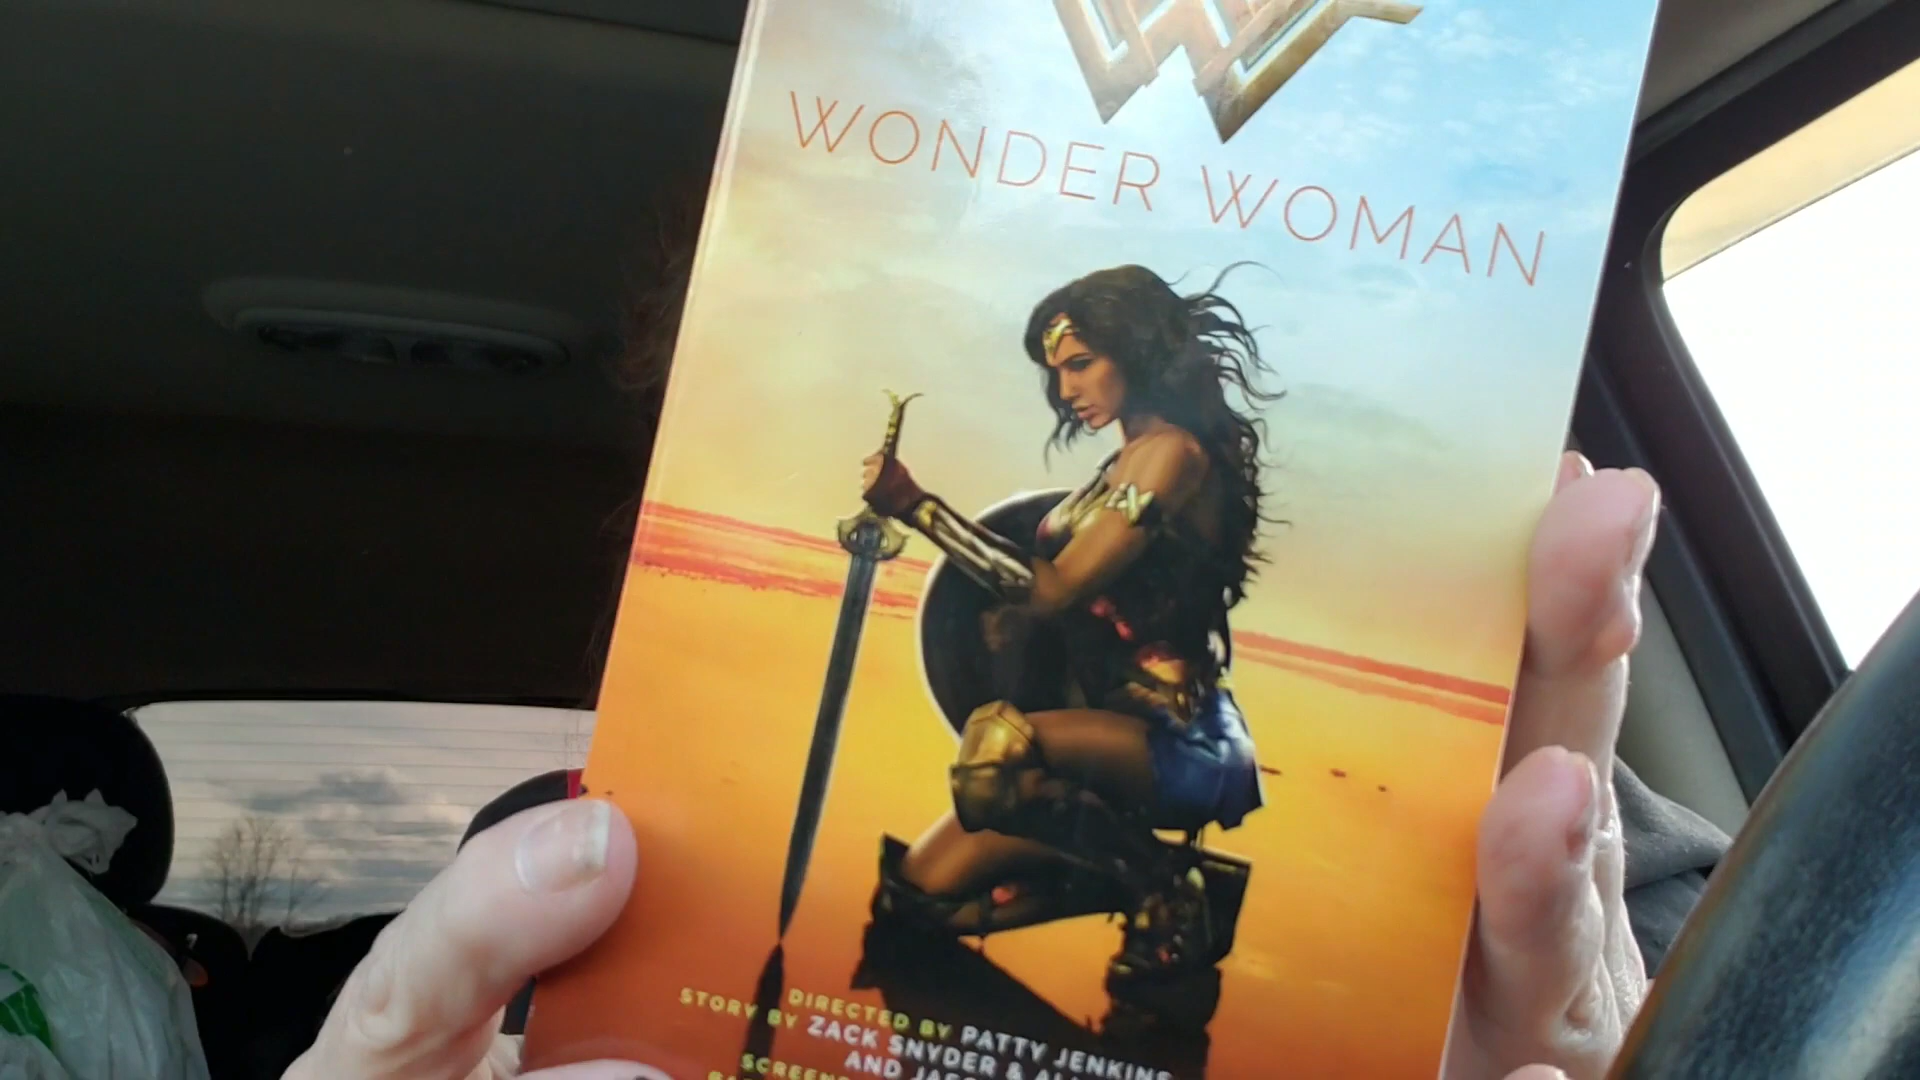 WONDER WOMAN
DIRECTED BY PATTY JENKINS
STORY BY ZACK SNYDER &
AND